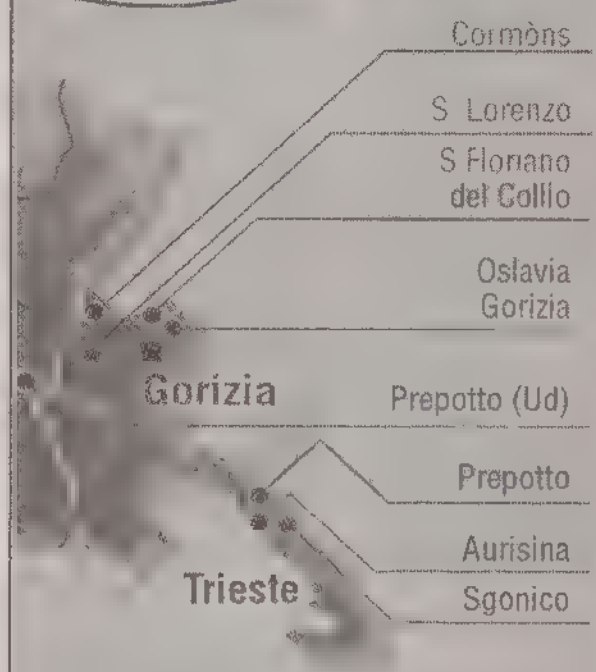 Cormòns
S Lorenzo
S Floriano
del Collio
Oslavia
Gorizia
Gorizia
Prepotto (Ud)
Prepotto
Aurisina
Trieste
Sgonico